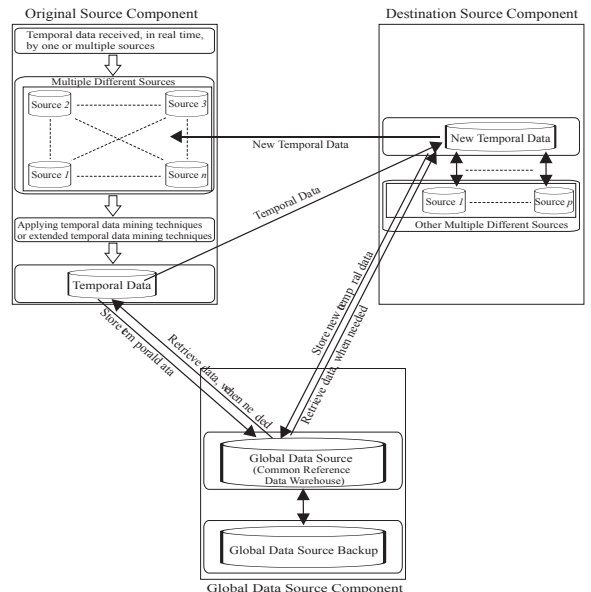 Original Source Component
Temporal data received, in real time,
by one or multiple sources
Multiple Different Sources
Source 2
Source 3
Source 1
Source n
Applying temporal data mining techniques
or extended temporal data mining techniques
Temporal Data
Destination Source Component
New Temporal Data
Source 1
Source p
Other Multiple Different Sources
New Temporal Data
Temporal Data
Store em porald ata
Retrieve data, when ne ded
Store new temp ral data
Retrieve data, when needed
Global Data Source
(Common Reference
Data Warehouse)
Global Data Source Backup
Global Data Source Component